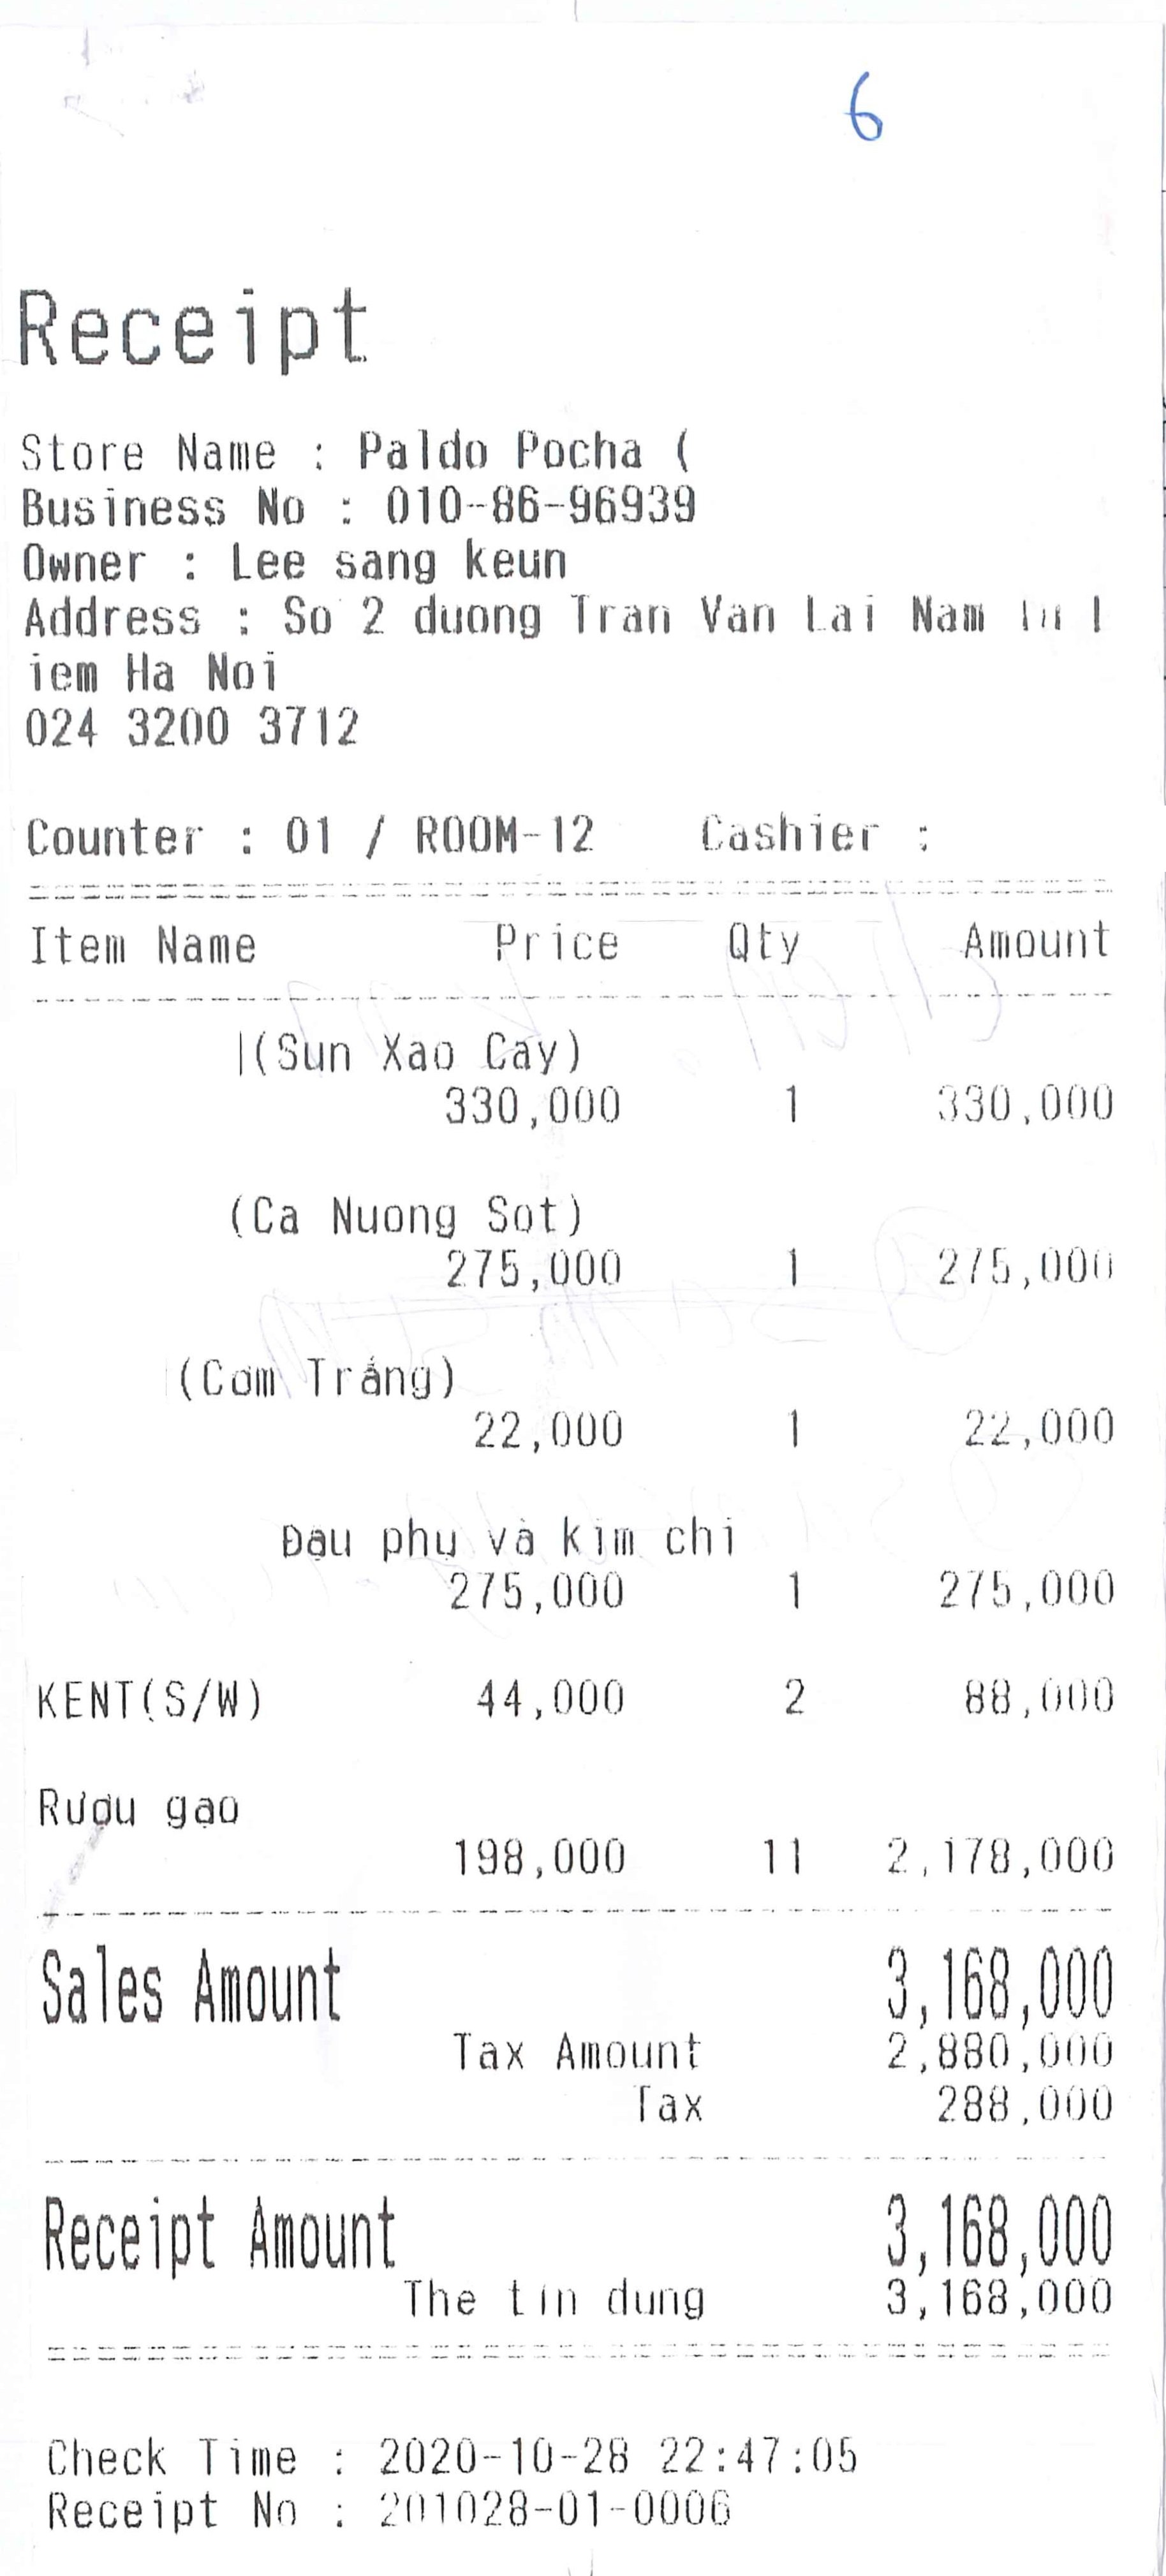 6
Receipt
Store Name : Paldo Pocha (
Business No : 010-86-96939
Owner : Lee sang keun
Address : So 2 duong Tran Van Lai Nam
iem Ha Noi
024 3200 3712
Counter : 01 / ROOM-12 Cashier :
Item Name Price Qty Amount
(Sun Xao Cay)
330,000 1 330,000
(Ca Nuong Sot)
275,000 1 275,000
(Cơm Trắng)
22,000 1 22,000
Đậu phụ và kim chi
275,000 1 275,000
KENT(S/W) 44,000 2 88,000
Rượu gạo
198,000 11 2,178,000
Sales Amount 3,168,000
Tax Amount 2,880,000
Tax 288,000
Receipt Amount 3,168,000
The tin dung 3,168,000
Check Time : 2020-10-28 22:47:05
Receipt No : 201028-01-0006